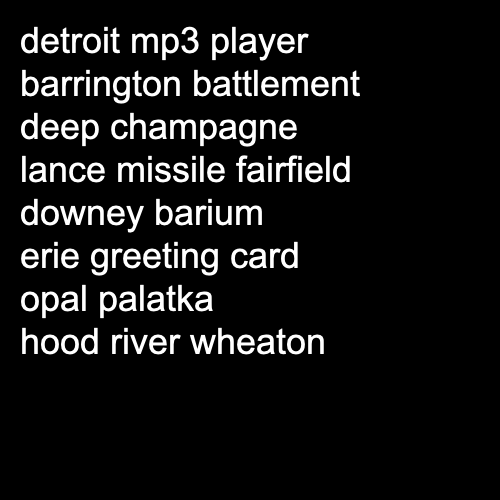 detroit mp3 player
barrington battlement
deep champagne
lance missile fairfield
downey barium
erie greeting card
opal palatka
hood river wheaton